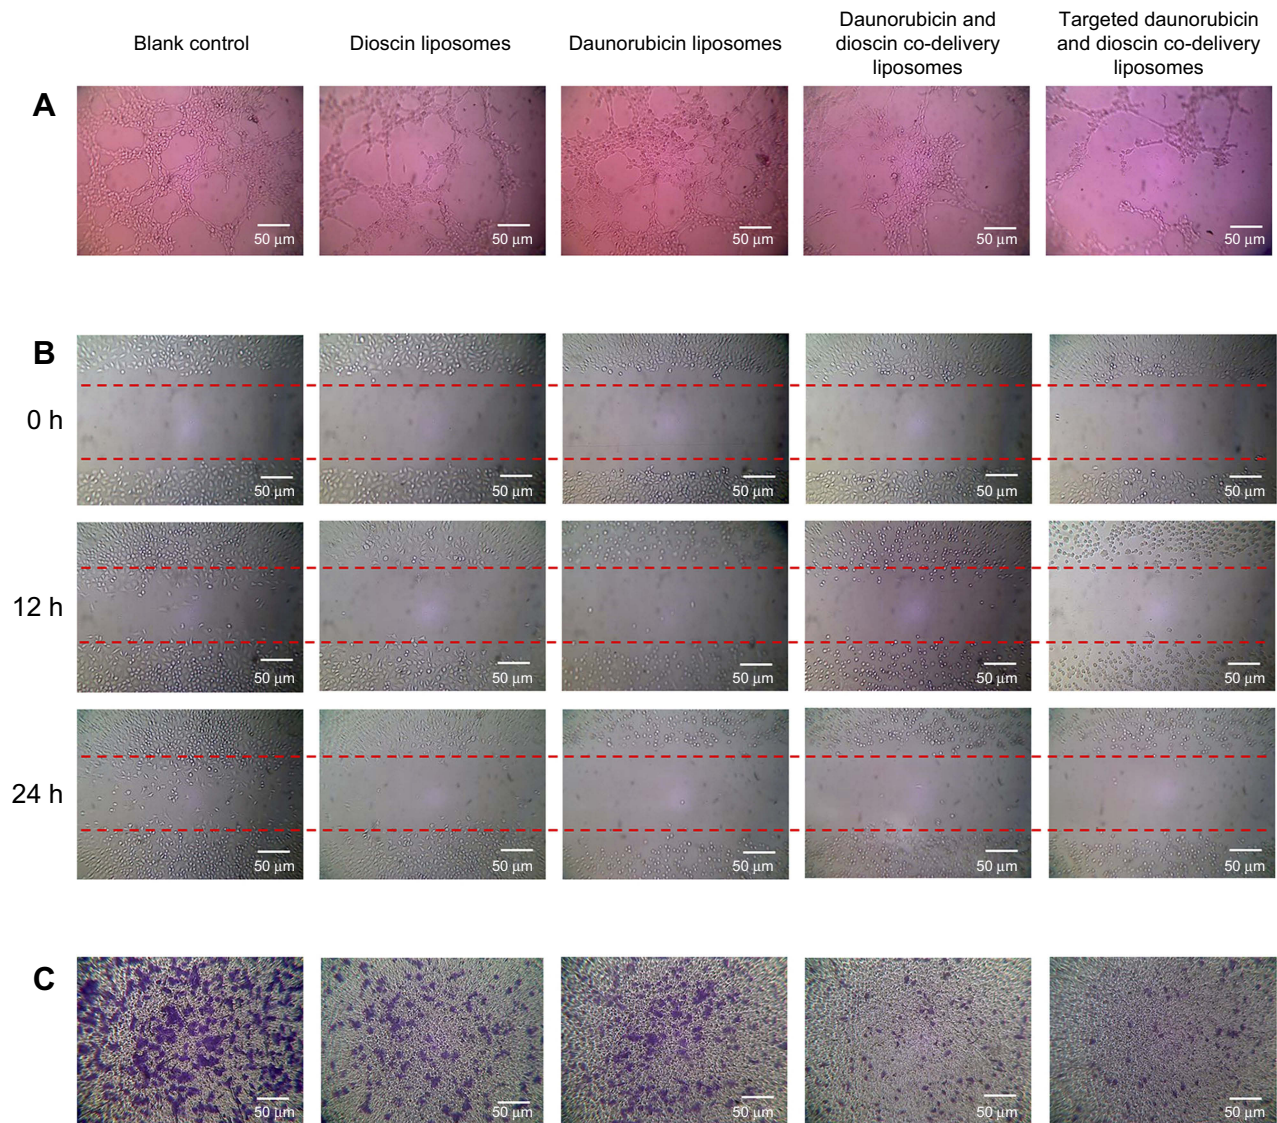 Blank control
Dioscin liposomes
Daunorubicin liposomes
Daunorubicin and
dioscin co-delivery
liposomes
Targeted daunorubicin
and dioscin co-delivery
liposomes
A
50 μm
50 μm
50 μm
50 μm
50 μm
B
0 h
50 μm
50 μm
50 μm
50 μm
50 μm
12 h
50 μm
50 μm
50 μm
50 μm
50 μm
24 h
50 μm
50 μm
50 μm
50 μm
50 μm
C
50 μm
50 μm
50 μm
50 μm
50 μm